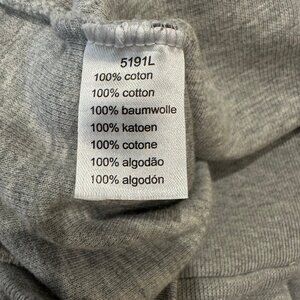 5191L
100% coton
100% cotton
100% baumwolle
100% katoen
100% cotone
100% algodão
100% algodón